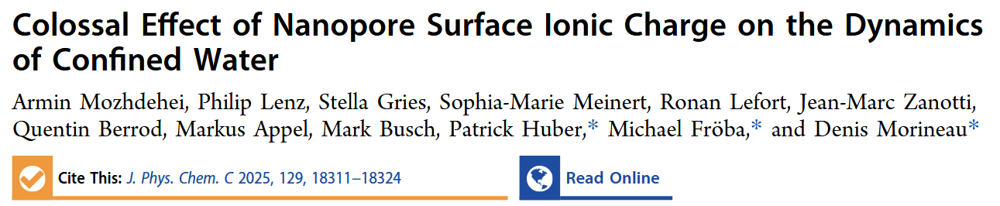 Colossal Effect of Nanopore Surface Ionic Charge on the Dynamics
of Confined Water
Armin Mozhdehei, Philip Lenz, Stella Gries, Sophia-Marie Meinert, Ronan Lefort, Jean-Marc Zanotti,
Quentin Berrod, Markus Appel, Mark Busch, Patrick Huber,* Michael Fröba,* and Denis Morineau*
Cite This: J. Phys. Chem. C 2025, 129, 18311–18324
Read Online